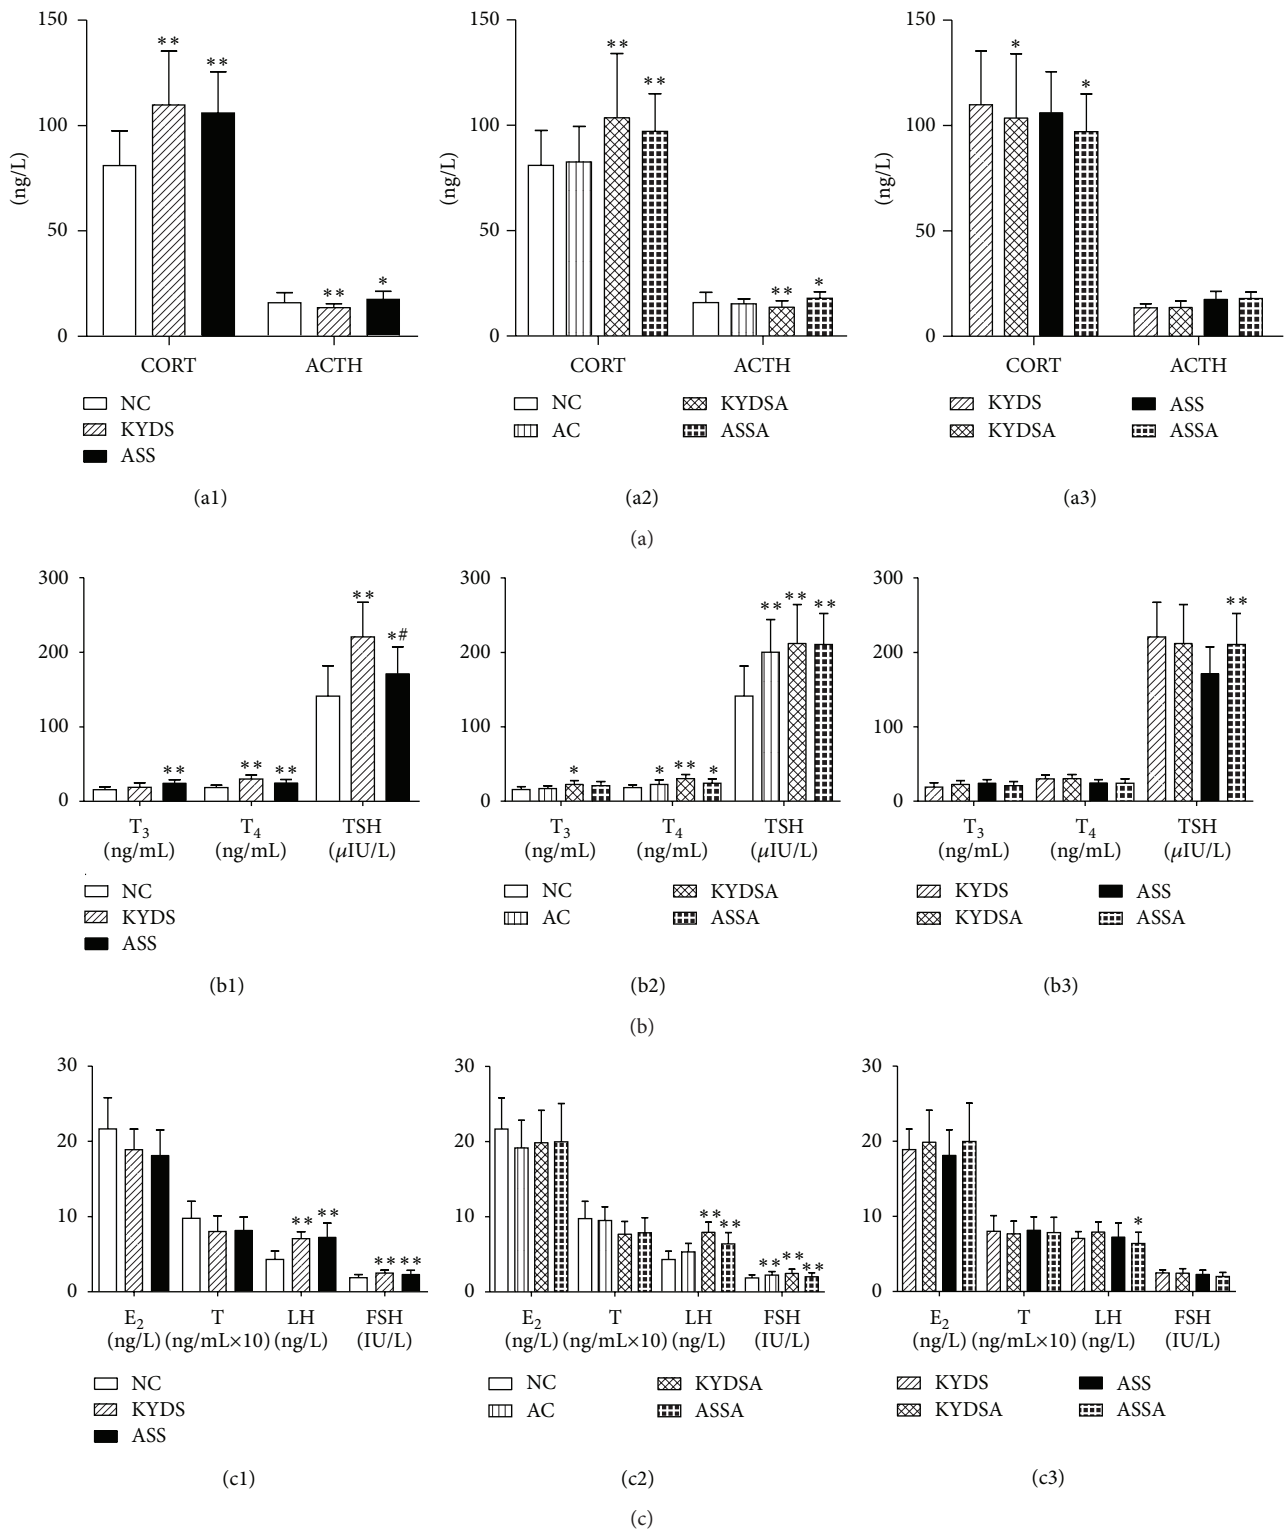 150
100
50
0
(ng/L)
** ** ** *
CORT ACTH
NC
KYDS
ASS
(a1)
150
100
50
0
(ng/L)
** ** ** *
CORT ACTH
NC KYDSA
AC ASSA
(a2)
150
100
50
0
(ng/L)
* *
CORT ACTH
KYDS ASS
KYDSA ASSA
(a3)
(a)
300
200
100
0
** ** ** ** *#
T3 T4 TSH
(ng/mL) (ng/mL) (μIU/L)
NC
KYDS
ASS
(b1)
300
200
100
0
* * ** * ** ** **
T3 T4 TSH
(ng/mL) (ng/mL) (μIU/L)
NC KYDSA
AC ASSA
(b2)
300
200
100
0
**
T3 T4 TSH
(ng/mL) (ng/mL) (μIU/L)
KYDS ASS
KYDSA ASSA
(b3)
(b)
30
20
10
0
** ** ** **
E2 T LH FSH
(ng/L) (ng/mL×10) (ng/L) (IU/L)
NC
KYDS
ASS
(c1)
30
20
10
0
** ** ** ** **
E2 T LH FSH
(ng/L) (ng/mL×10) (ng/L) (IU/L)
NC KYDSA
AC ASSA
(c2)
30
20
10
0
*
E2 T LH FSH
(ng/L) (ng/mL×10) (ng/L) (IU/L)
KYDS ASS
KYDSA ASSA
(c3)
(c)